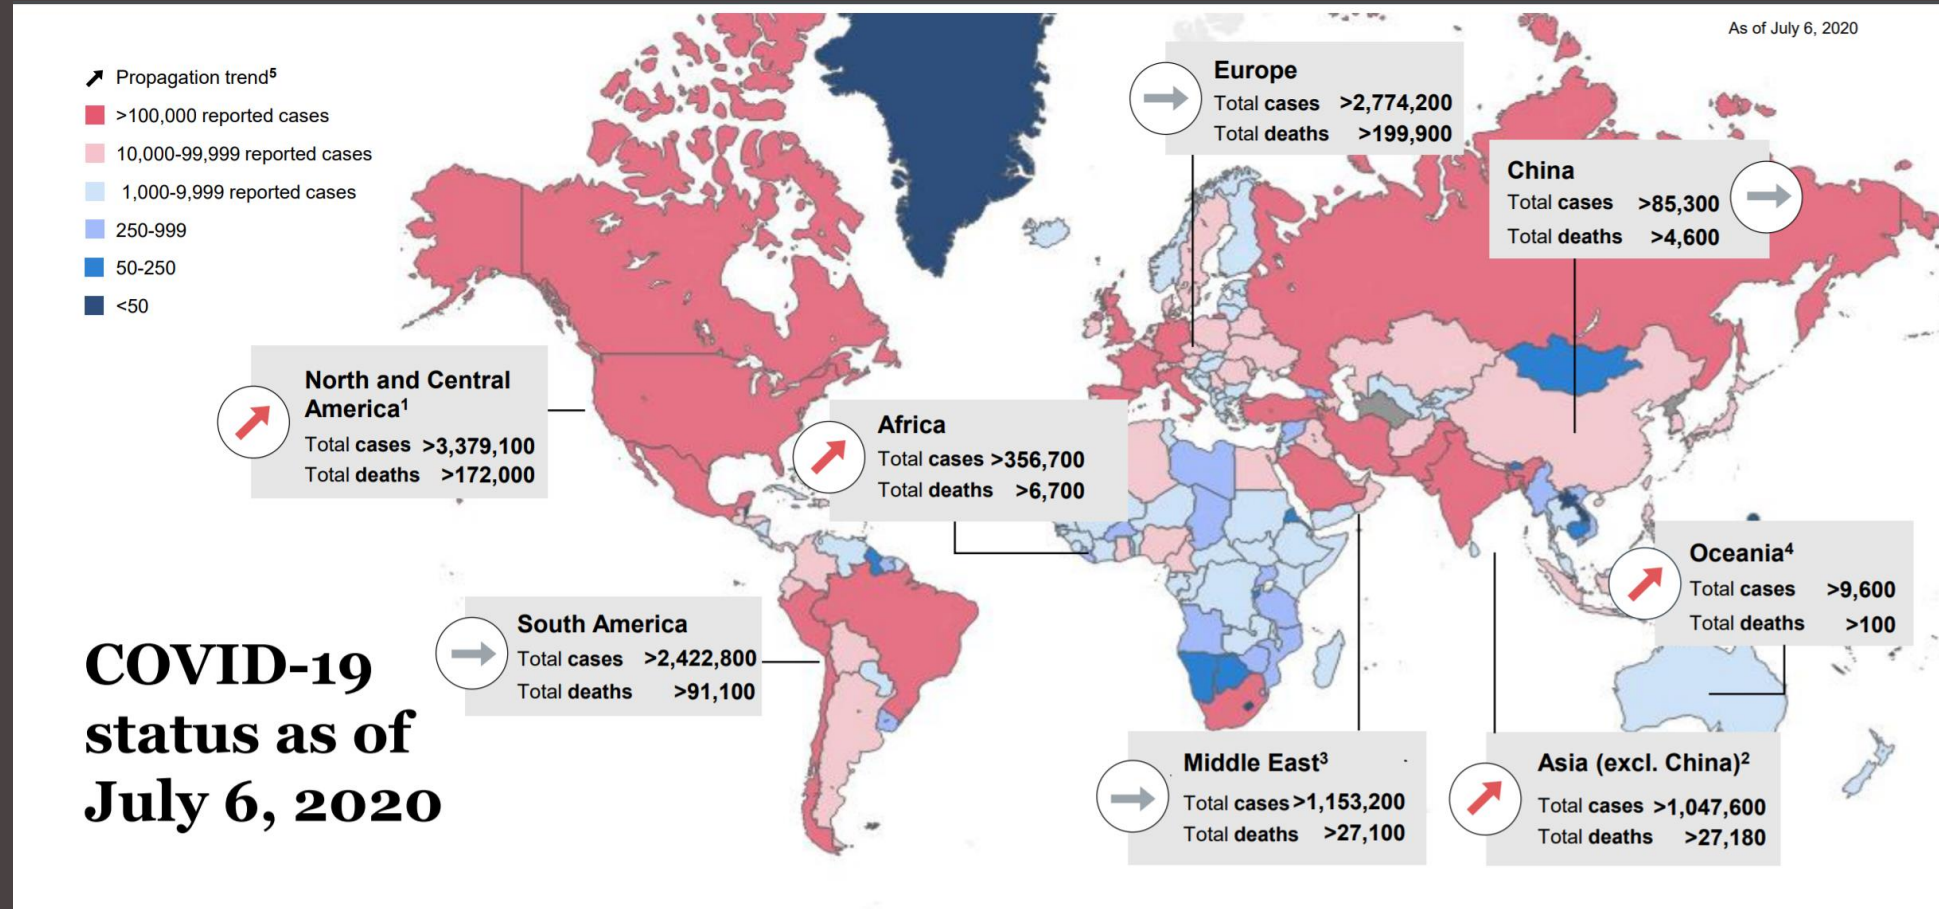 As of July 6, 2020
Propagation trend5
>100,000 reported cases
10,000-99,999 reported cases
1,000-9,999 reported cases
250-999
50-250
<50
Europe
Total cases >2,774,200
Total deaths >199,900
China
Total cases >85,300
Total deaths >4,600
North and Central
America1
Total cases >3,379,100
Total deaths >172,000
Africa
Total cases >356,700
Total deaths >6,700
Oceania4
Total cases >9,600
Total deaths >100
South America
Total cases >2,422,800
Total deaths >91,100
COVID-19
status as of
July 6, 2020
Middle East3
Total cases >1,153,200
Total deaths >27,100
Asia (excl. China)2
Total cases >1,047,600
Total deaths >27,180